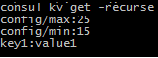 consul kv get -recurse
config/max:25
config/min:15
key1:value1